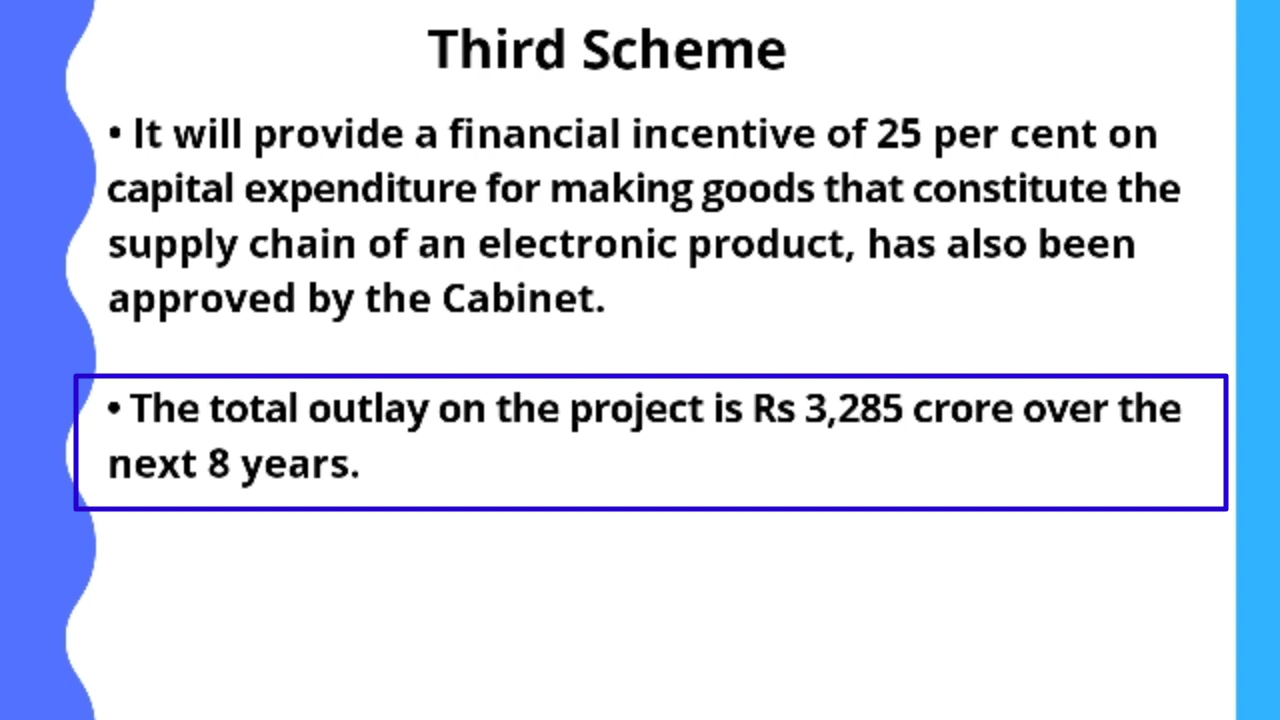 Third Scheme
• It will provide a financial incentive of 25 per cent on
capital expenditure for making goods that constitute the
supply chain of an electronic product, has also been
approved by the Cabinet.
• The total outlay on the project is Rs 3,285 crore over the
next 8 years.